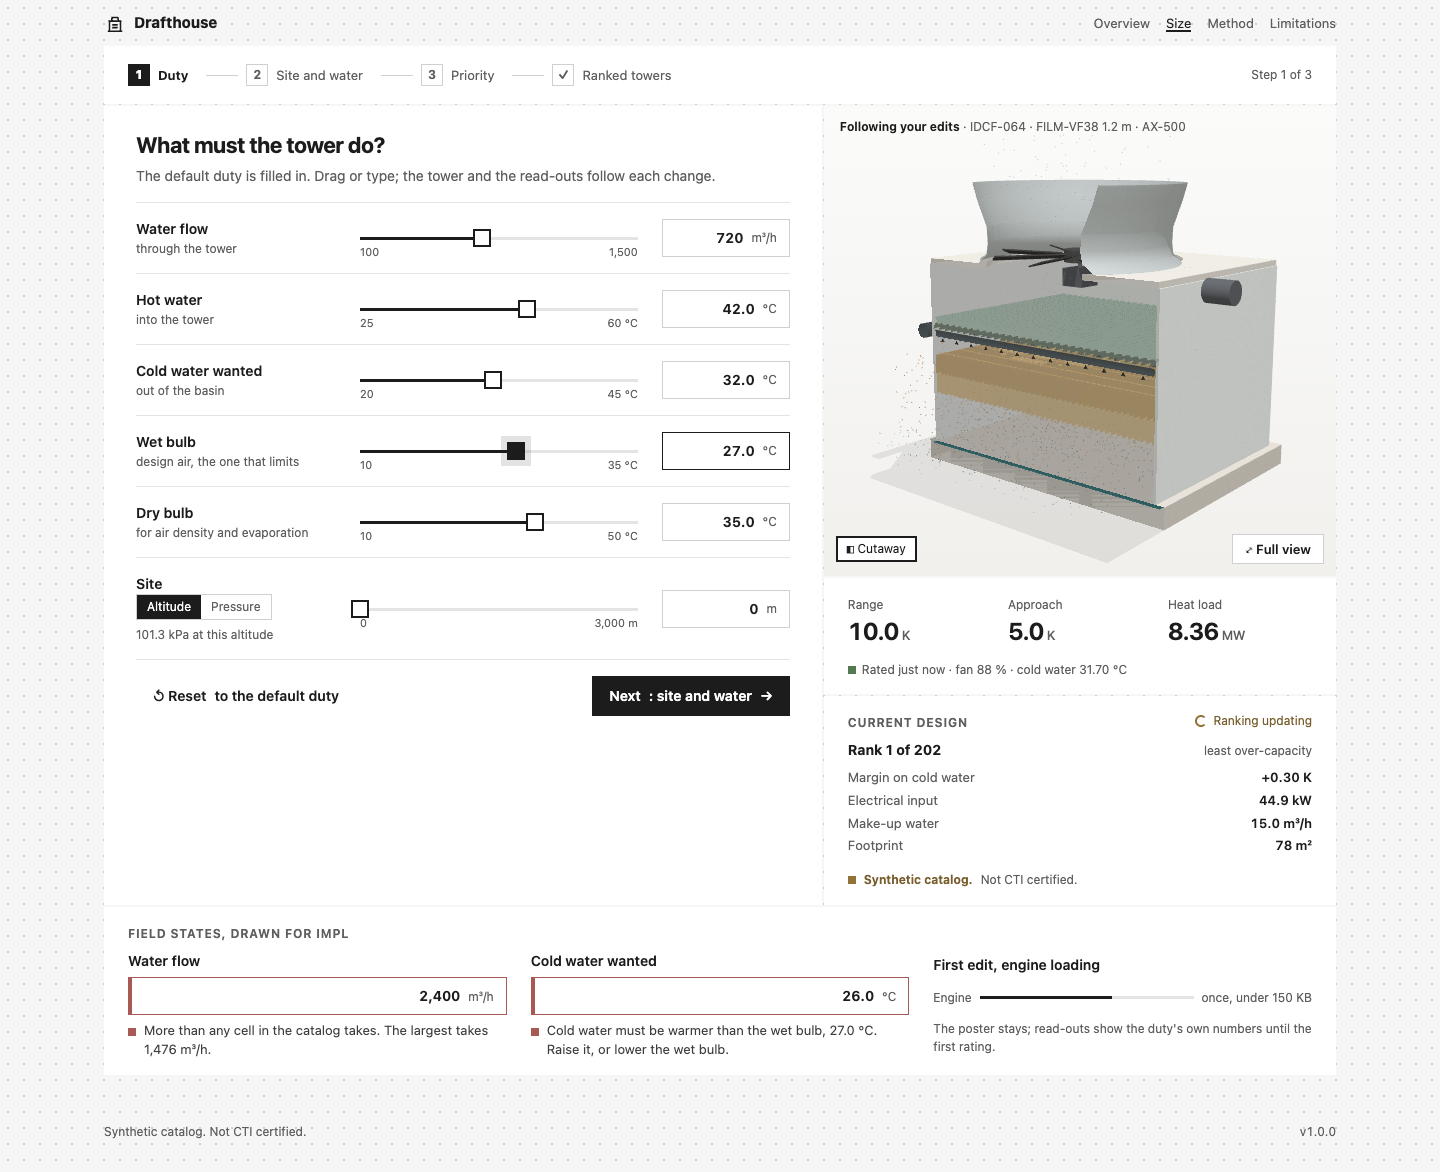 Drafthouse
Overview Size Method Limitations
1 Duty 2 Site and water 3 Priority Ranked towers Step 1 of 3
What must the tower do?
The default duty is filled in. Drag or type; the tower and the read-outs follow each change.
Water flow
through the tower
100 1,500
720 m³/h
Hot water
into the tower
25 60 °C
42.0 °C
Cold water wanted
out of the basin
20 45 °C
32.0 °C
Wet bulb
design air, the one that limits
10 35 °C
27.0 °C
Dry bulb
for air density and evaporation
10 50 °C
35.0 °C
Site
Altitude Pressure
101.3 kPa at this altitude
0 3,000 m
0 m
Reset to the default duty
Next : site and water →
Following your edits · IDCF-064 · FILM-VF38 1.2 m · AX-500
Cutaway
Full view
Range Approach Heat load
10.0 K 5.0 K 8.36 MW
Rated just now · fan 88 % · cold water 31.70 °C
CURRENT DESIGN Ranking updating
Rank 1 of 202 least over-capacity
Margin on cold water +0.30 K
Electrical input 44.9 kW
Make-up water 15.0 m³/h
Footprint 78 m²
Synthetic catalog. Not CTI certified.
FIELD STATES, DRAWN FOR IMPL
Water flow
2,400 m³/h
More than any cell in the catalog takes. The largest takes
1,476 m³/h.
Cold water wanted
26.0 °C
Cold water must be warmer than the wet bulb, 27.0 °C.
Raise it, or lower the wet bulb.
First edit, engine loading
Engine once, under 150 KB
The poster stays; read-outs show the duty's own numbers until the
first rating.
Synthetic catalog. Not CTI certified. v1.0.0